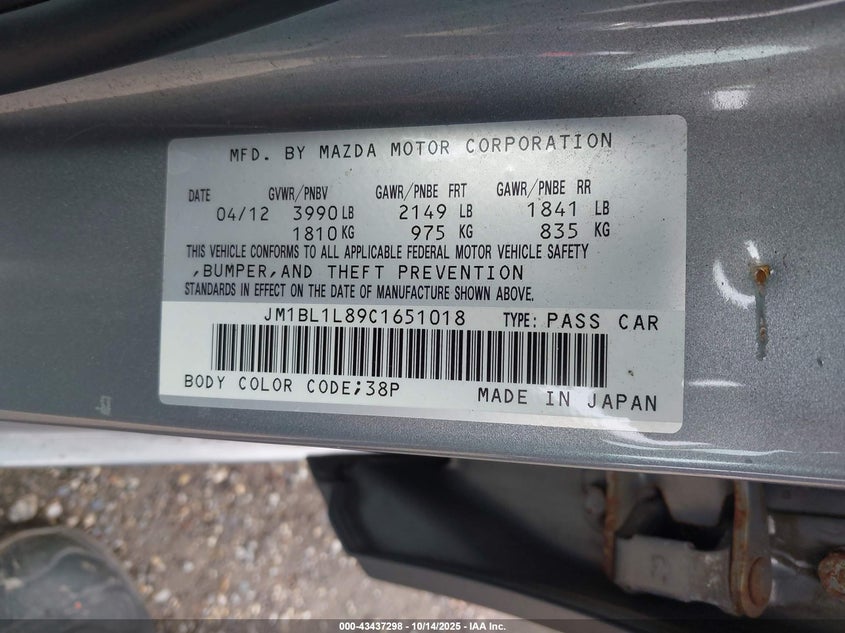 MFD. BY MAZDA MOTOR CORPORATION
DATE GVWR/PNBV GAWR/PNBE FRT GAWR/PNBE RR
04/12 3990 LB 2149 LB 1841 LB
1810 KG 975 KG 835 KG
THIS VEHICLE CONFORMS TO ALL APPLICABLE FEDERAL MOTOR VEHICLE SAFETY
,BUMPER,AND THEFT PREVENTION
STANDARDS IN EFFECT ON THE DATE OF MANUFACTURE SHOWN ABOVE.
JM1BL1L89C1651018 TYPE: PASS CAR
BODY COLOR CODE;38P MADE IN JAPAN
000-43437298 - 10/14/2025 - IAA Inc.